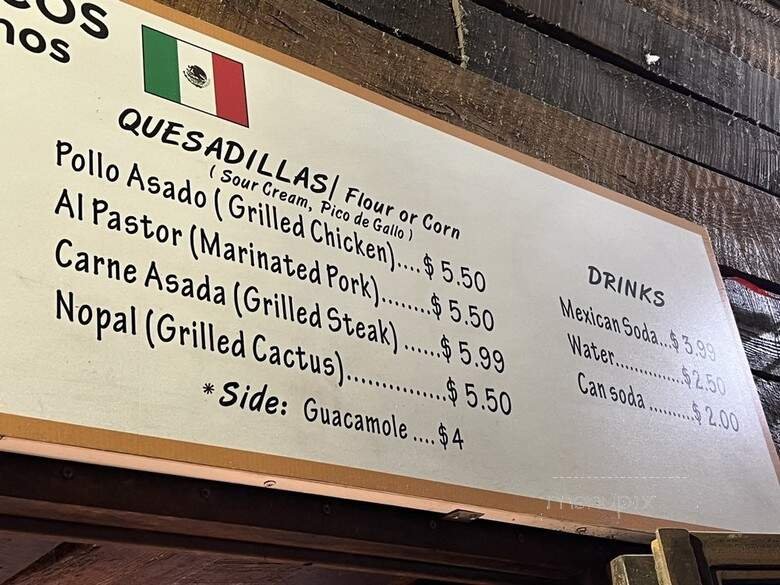 COS
nos
QUESADILLAS/ Flour or Corn
( Sour Cream, Pico de Gallo )
Pollo Asado ( Grilled Chicken)....$ 5.50
Al Pastor (Marinated Pork)........$ 5.50
Carne Asada (Grilled Steak) ......$ 5.99
Nopal (Grilled Cactus)...............$ 5.50
*Side: Guacamole ....$4
DRINKS
Mexican Soda...$ 3.99
Water.............$2.50
Can soda .........$ 2.00